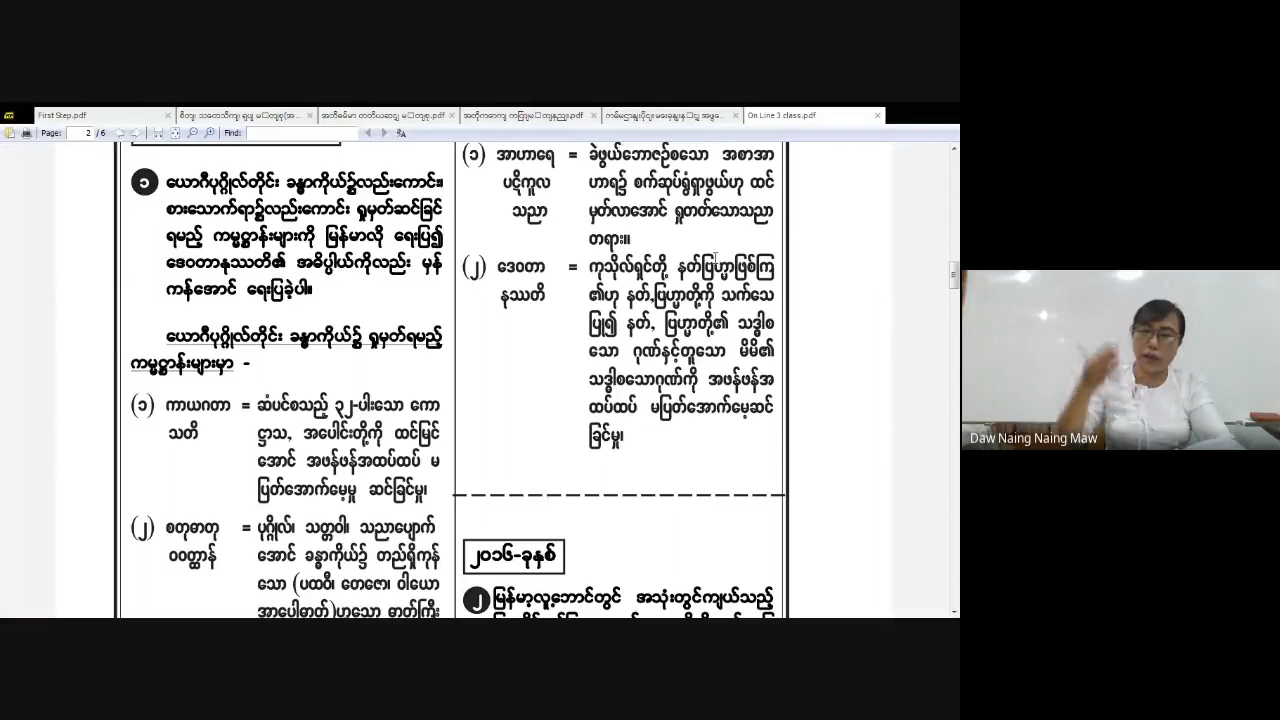 First Step.pdf
On Line 3 class.pdf
Page: 2 / 6 Find:
၁ ယောဂီပုဂ္ဂိုလ်တိုင်း ခန္ဓာကိုယ်၌လည်းကောင်း၊
စားသောက်ရာ၌လည်းကောင်း ရှုမှတ်ဆင်ခြင်
ရမည့် ကမ္မဋ္ဌာန်းများကို မြန်မာလို ရေးပြ၍
ဒေဝတာနုဿတိ၏ အဓိပ္ပါယ်ကိုလည်း မှန်
ကန်အောင် ရေးပြခဲ့ပါ။
ယောဂီပုဂ္ဂိုလ်တိုင်း ခန္ဓာကိုယ်၌ ရှုမှတ်ရမည့်
ကမ္မဋ္ဌာန်းများမှာ -
(၁) ကာယဂတာ = ဆံပင်စသည့် ၃၂-ပါးသော ကော
သတိ ဋ္ဌာသ, အပေါင်းတို့ကို ထင်မြင်
အောင် အဖန်ဖန်အထပ်ထပ် မ
ပြတ်အောက်မေ့မှု ဆင်ခြင်မှု၊
(၂) စတုဓာတု = ပုဂ္ဂိုလ်၊ သတ္တဝါ၊ သညာပျောက်
ဝဝတ္ထာန် အောင် ခန္ဓာကိုယ်၌ တည်ရှိကုန်
သော (ပထဝီ၊ တေဇော၊ ဝါယော
အာပေါဓာတ်)ဟူသော ဓာတ်ကြီး
(၁) အာဟာရေ = ခဲဖွယ်ဘောဇဉ်စသော အစာအာ
ပဋိကူလ ဟာရ၌ စက်ဆုပ်ရွံရှာဖွယ်ဟု ထင်
သညာ မှတ်လာအောင် ရှုတတ်သောသညာ
တရား။
(၂) ဒေဝတာ = ကုသိုလ်ရှင်တို့ နတ်ဗြဟ္မာဖြစ်ကြ
နုဿတိ ၏ဟု နတ်,ဗြဟ္မာတို့ကို သက်သေ
ပြု၍ နတ်, ဗြဟ္မာတို့၏ သဒ္ဓါစ
သော ဂုဏ်နှင့်တူသော မိမိ၏
သဒ္ဓါစသောဂုဏ်ကို အဖန်ဖန်အ
ထပ်ထပ် မပြတ်အောက်မေ့ဆင်
ခြင်မှု၊
၂၀၁၆-ခုနှစ်
၂ မြန်မာ့လူ့ဘောင်တွင် အသုံးတွင်ကျယ်သည့်
Daw Naing Naing Maw